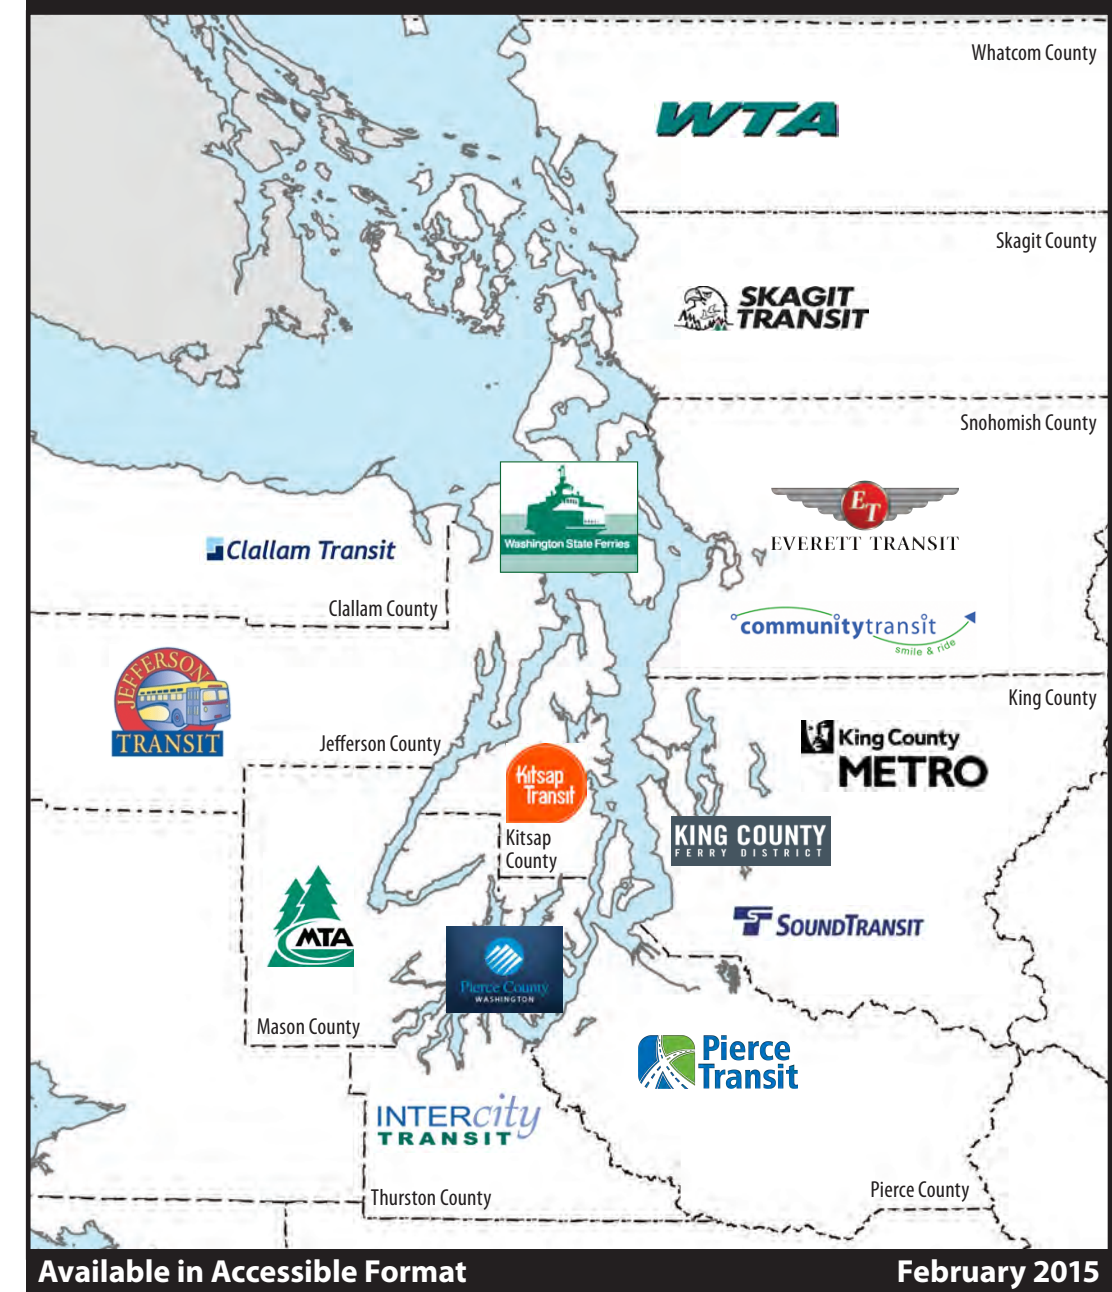 Whatcom County
WTA
Skagit County
SKAGIT
TRANSIT
Snohomish County
ET
EVERETT TRANSIT
Washington State Ferries
Clallam Transit
Clallam County
communitytransit
smile & ride
JEFFERSON
TRANSIT
King County
King County
METRO
Jefferson County
Kitsap
Transit
KING COUNTY
FERRY DISTRICT
Kitsap
County
MTA
SOUNDTRANSIT
Pierce County
WASHINGTON
Mason County
Pierce
Transit
INTERcity
TRANSIT
Thurston County
Pierce County
Available in Accessible Format
February 2015